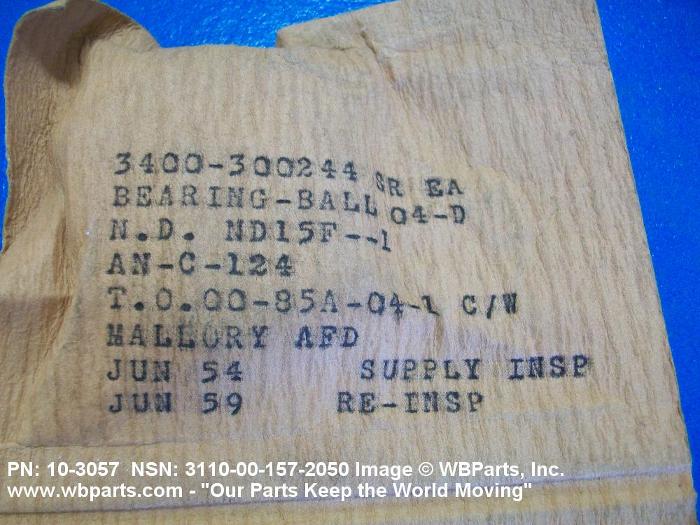 3400-300244 SR EA
BEARING-BALL 04-D
N.D. ND15F--1
AN-C-124
T.O.00-85A-04-1 C/W
MALLORY AFD
JUN 54 SUPPLY INSP
JUN 59 RE-INSP
PN: 10-3057 NSN: 3110-00-157-2050 Image © WBParts, Inc.
www.wbparts.com - "Our Parts Keep the World Moving"